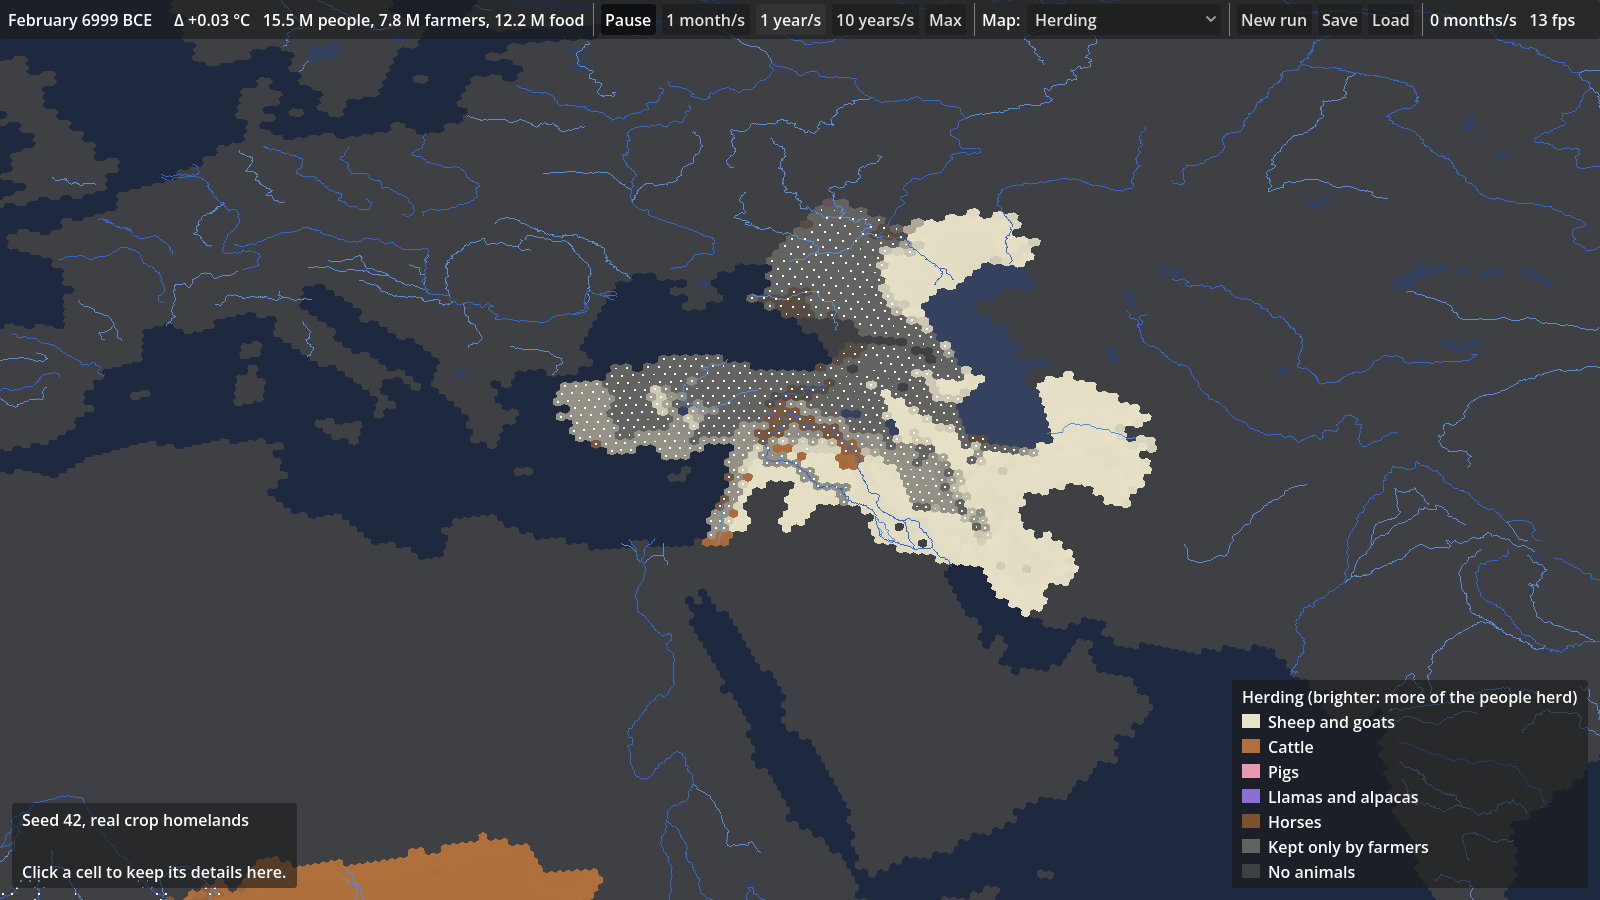 February 6999 BCE Δ +0.03 °C 15.5 M people, 7.8 M farmers, 12.2 M food Pause 1 month/s 1 year/s 10 years/s Max Map: Herding New run Save Load 0 months/s 13 fps
Herding (brighter: more of the people herd)
Sheep and goats
Cattle
Pigs
Llamas and alpacas
Horses
Kept only by farmers
No animals
Seed 42, real crop homelands
Click a cell to keep its details here.